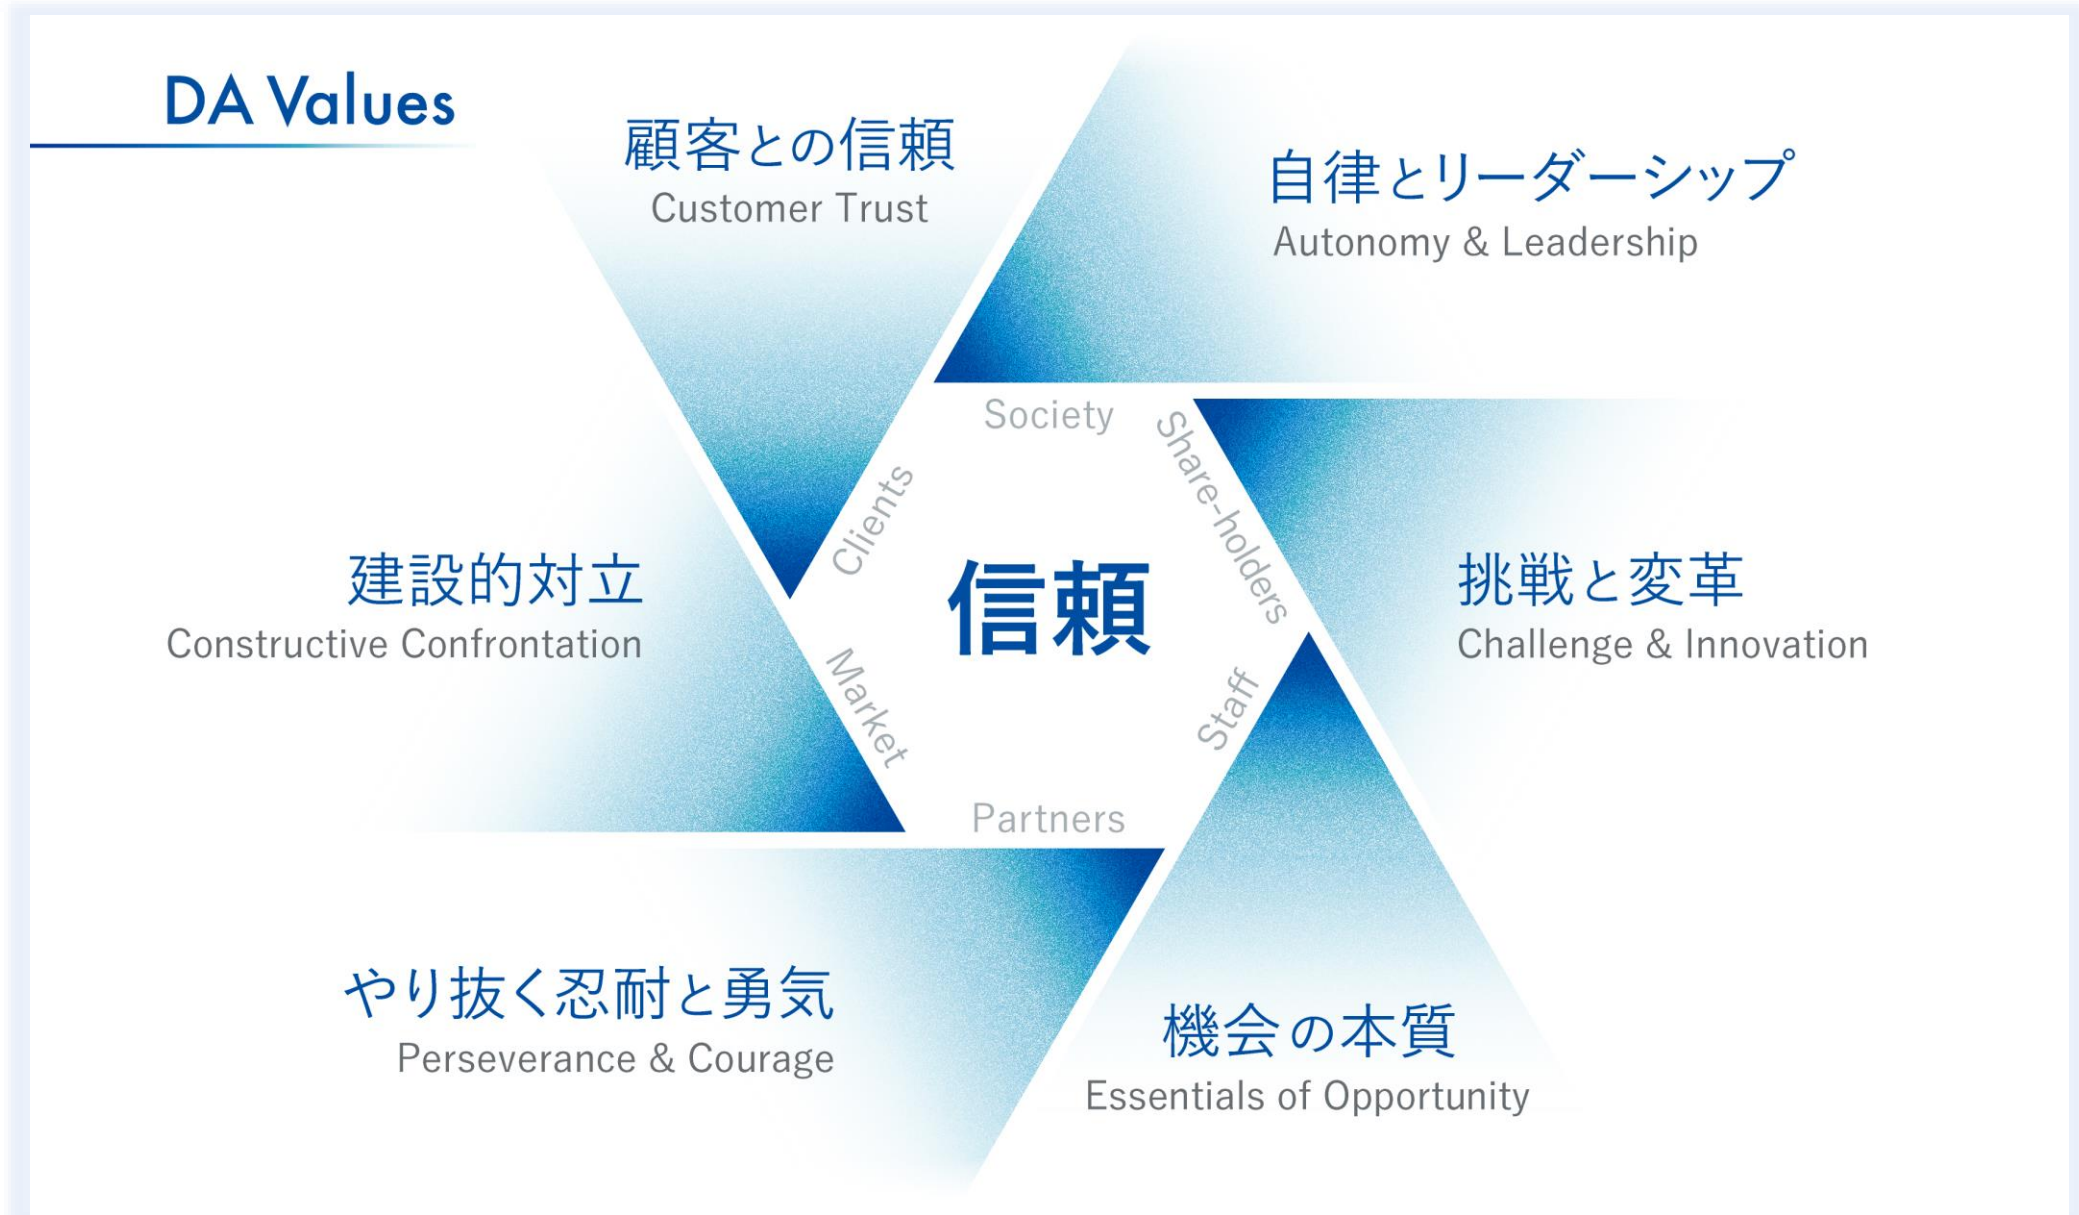 DA Values
顧客との信頼
Customer Trust
自律とリーダーシップ
Autonomy & Leadership
Society
Share-holders
Clients
信頼
建設的対立
Constructive Confrontation
挑戦と変革
Challenge & Innovation
Market
Staff
Partners
やり抜く忍耐と勇気
Perseverance & Courage
機会の本質
Essentials of Opportunity